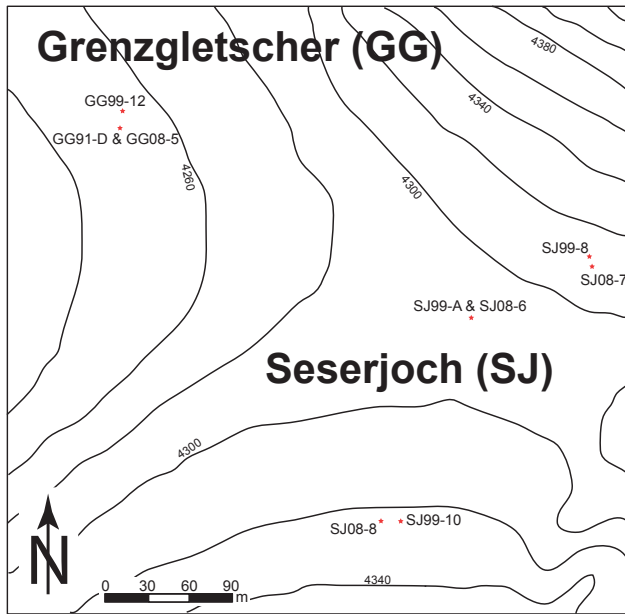 Grenzgletscher (GG)
4380
4340
GG99-12
GG91-D & GG08-5
4260
4300
SJ99-8
SJ08-7
SJ99-A & SJ08-6
Seserjoch (SJ)
4300
SJ08-8
SJ99-10
N
0 30 60 90
m
4340